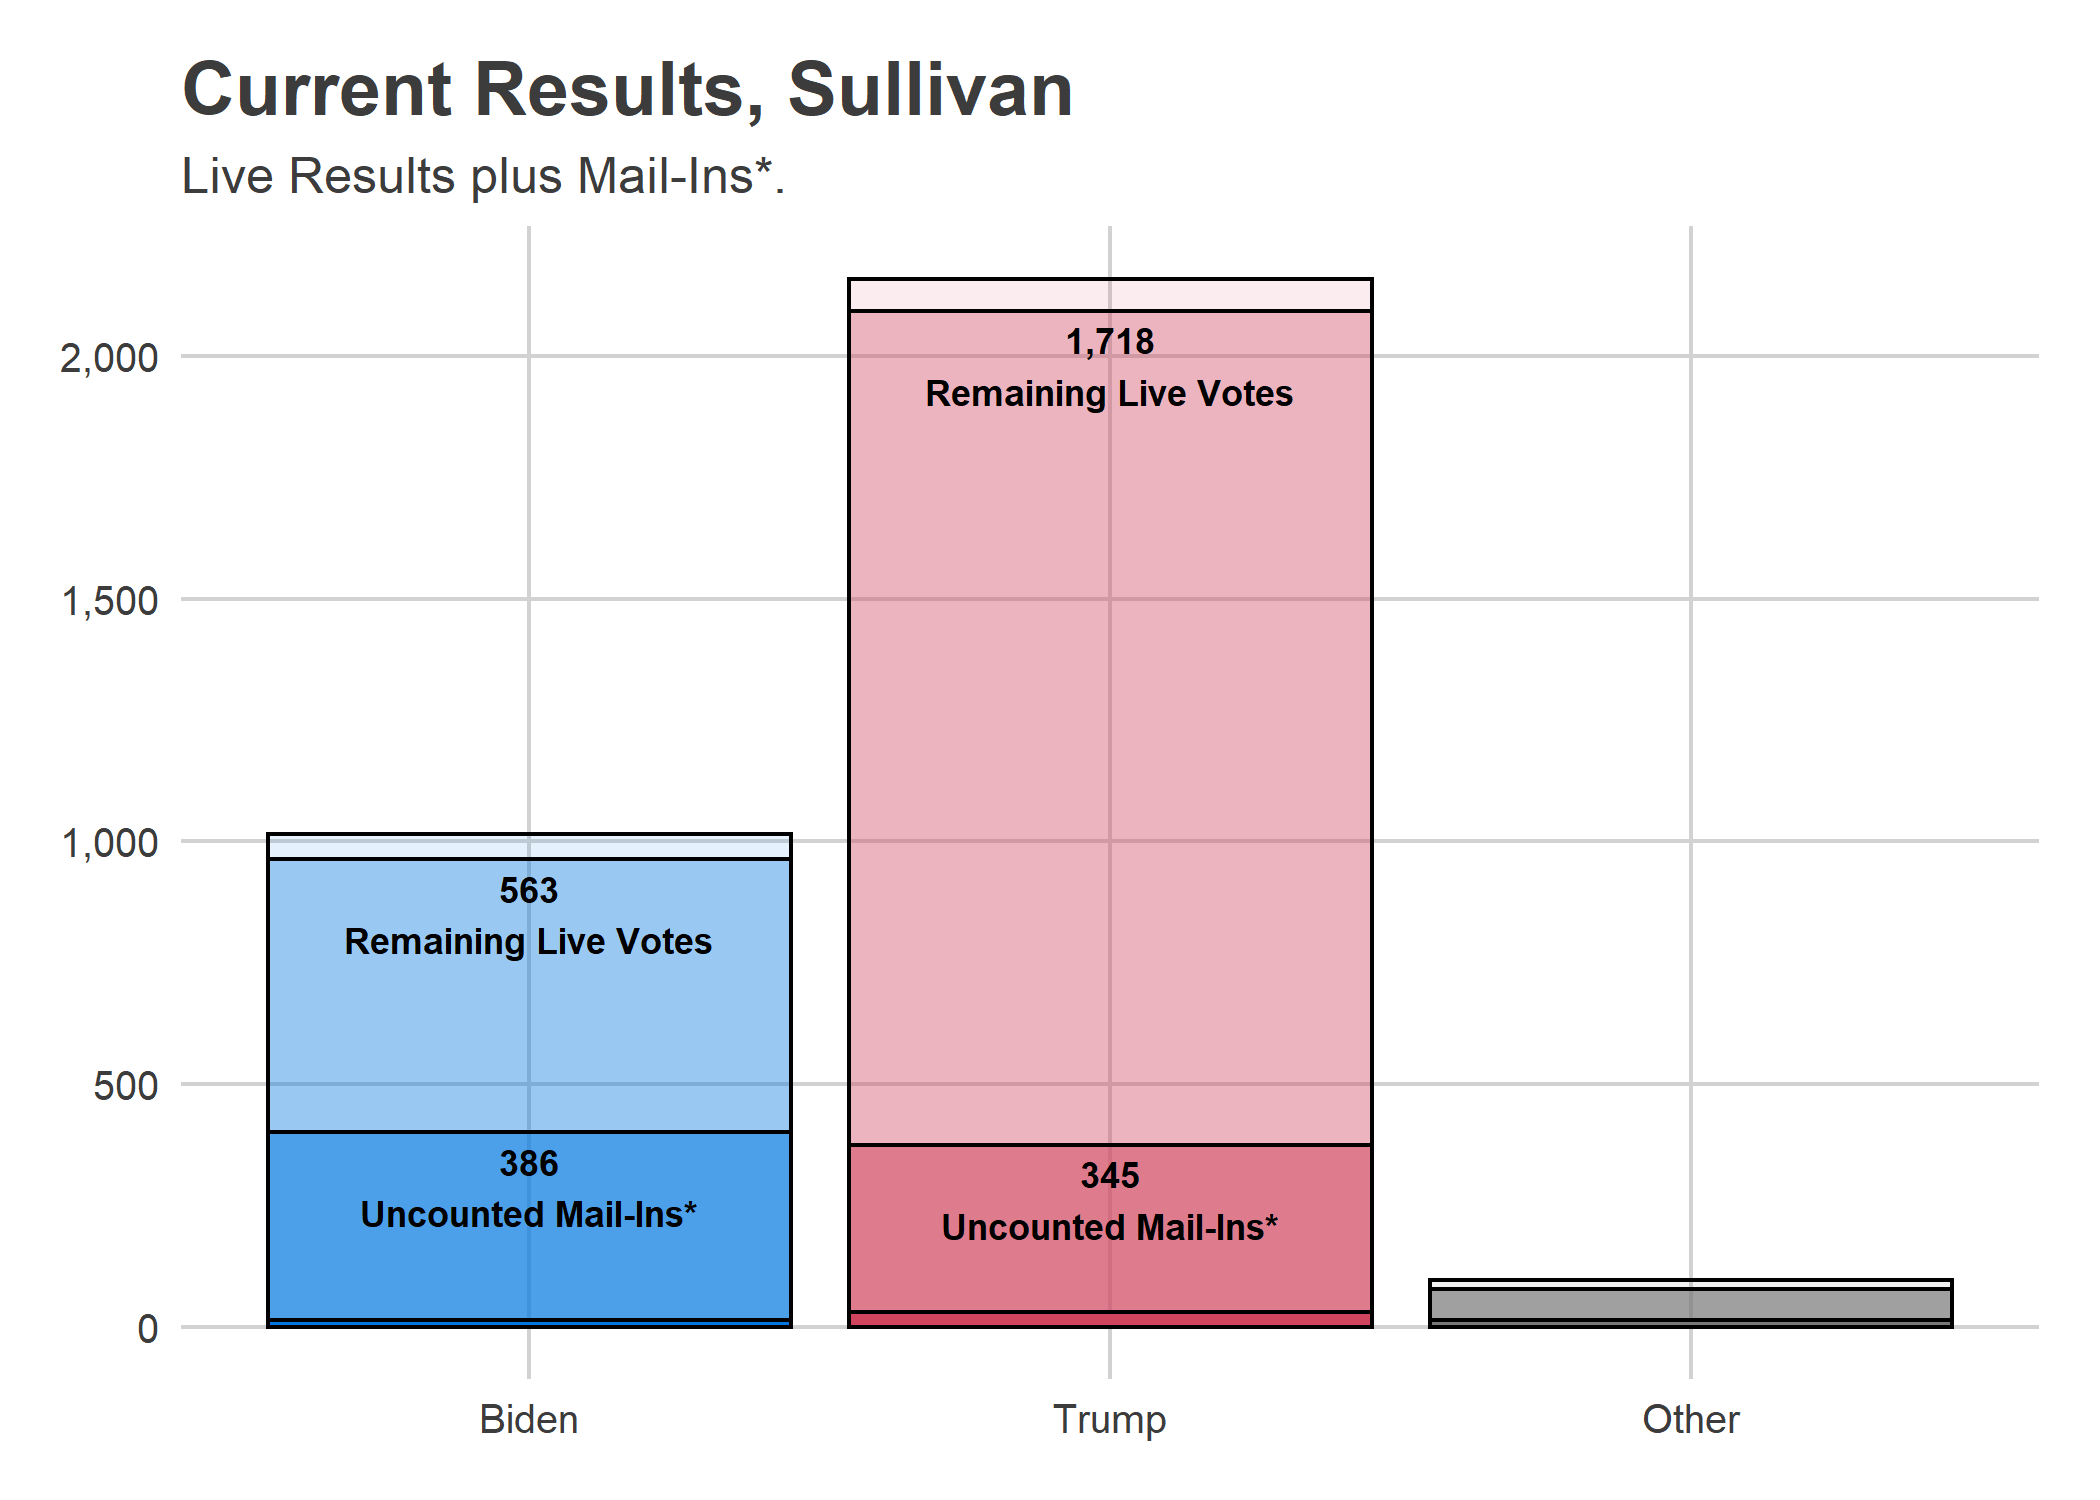 Current Results, Sullivan
Live Results plus Mail-Ins*.
2,000
1,500
1,000
500
0
1,718
Remaining Live Votes
563
Remaining Live Votes
386
Uncounted Mail-Ins*
345
Uncounted Mail-Ins*
Biden
Trump
Other